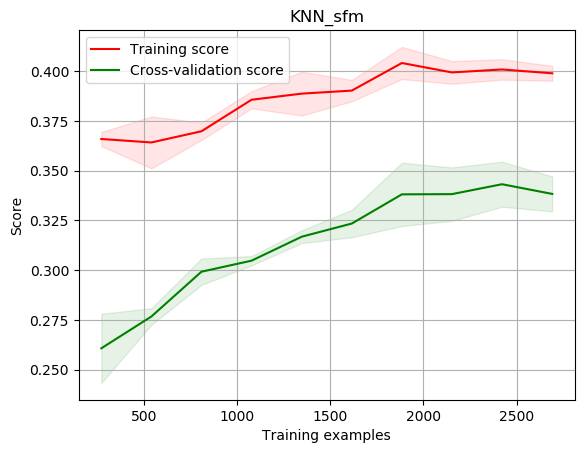 KNN_sfm
Training score
Cross-validation score
0.400
0.375
0.350
0.325
0.300
0.275
0.250
Score
500
1000
1500
2000
2500
Training examples